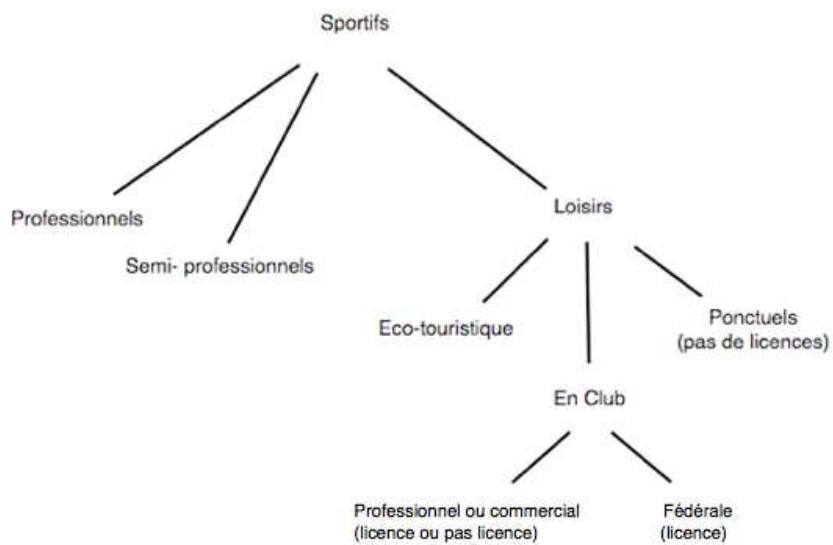 Sportifs
Professionnels
Semi- professionnels
Loisirs
Eco-touristique
Ponctuels
(pas de licences)
En Club
Professionnel ou commercial
(licence ou pas licence)
Fédérale
(licence)